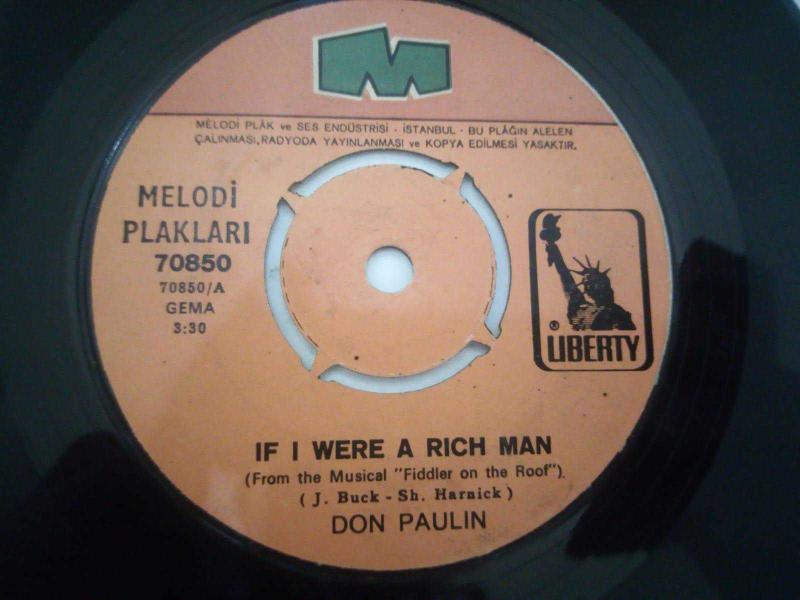 M
MELODİ PLÂK ve SES ENDÜSTRİSİ - İSTANBUL - BU PLÂĞIN ALELEN
ÇALINMASI, RADYODA YAYINLANMASI ve KOPYA EDİLMESİ YASAKTIR.
MELODİ
PLAKLARI
70850
70850/A
GEMA
3:30
® LIBERTY
IF I WERE A RICH MAN
(From the Musical "Fiddler on the Roof").
( J. Buck - Sh. Harnick )
DON PAULIN